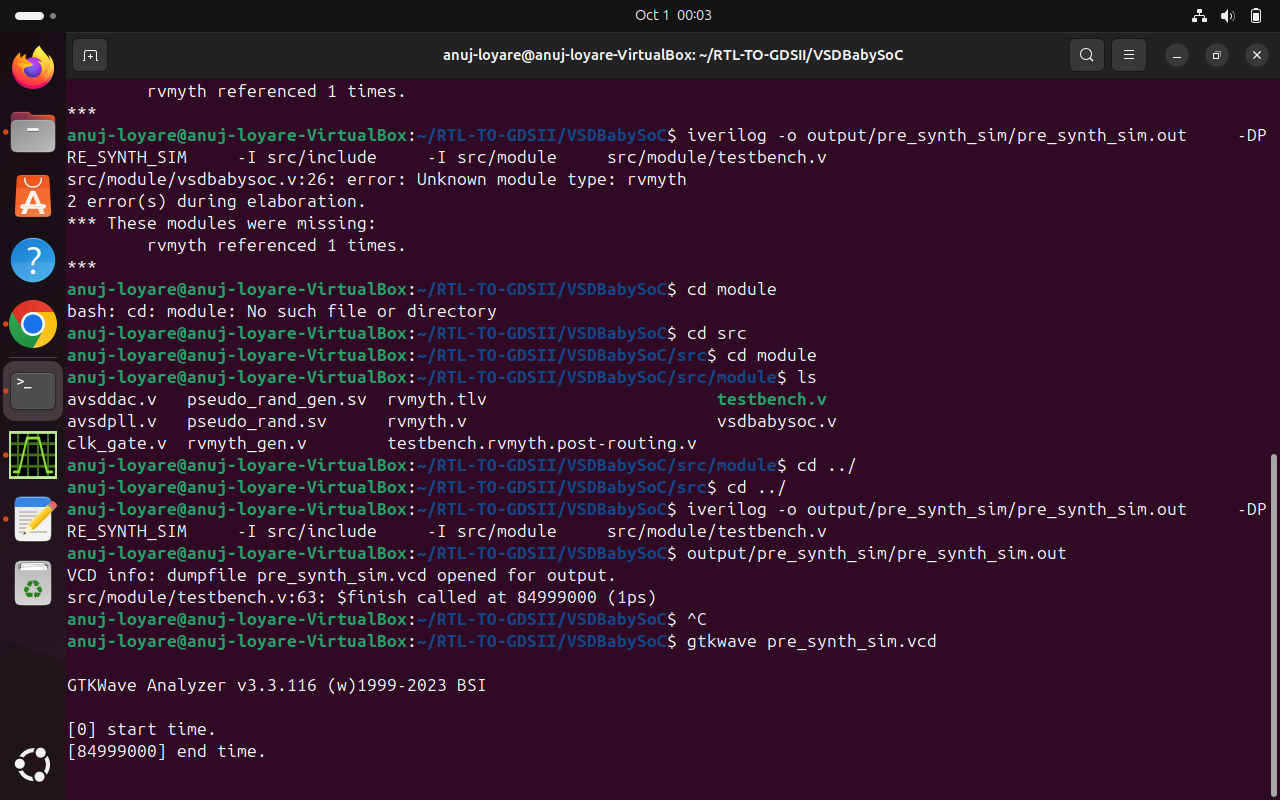 Oct 1 00:03
anuj-loyare@anuj-loyare-VirtualBox: ~/RTL-TO-GDSII/VSDBabySoC
        rvmyth referenced 1 times.
***
anuj-loyare@anuj-loyare-VirtualBox:~/RTL-TO-GDSII/VSDBabySoC$ iverilog -o output/pre_synth_sim/pre_synth_sim.out     -DP
RE_SYNTH_SIM     -I src/include     -I src/module     src/module/testbench.v
src/module/vsdbabysoc.v:26: error: Unknown module type: rvmyth
2 error(s) during elaboration.
*** These modules were missing:
        rvmyth referenced 1 times.
***
anuj-loyare@anuj-loyare-VirtualBox:~/RTL-TO-GDSII/VSDBabySoC$ cd module
bash: cd: module: No such file or directory
anuj-loyare@anuj-loyare-VirtualBox:~/RTL-TO-GDSII/VSDBabySoC$ cd src
anuj-loyare@anuj-loyare-VirtualBox:~/RTL-TO-GDSII/VSDBabySoC/src$ cd module
anuj-loyare@anuj-loyare-VirtualBox:~/RTL-TO-GDSII/VSDBabySoC/src/module$ ls
avsddac.v   pseudo_rand_gen.sv  rvmyth.tlv                       testbench.v
avsdpll.v   pseudo_rand.sv      rvmyth.v                         vsdbabysoc.v
clk_gate.v  rvmyth_gen.v        testbench.rvmyth.post-routing.v
anuj-loyare@anuj-loyare-VirtualBox:~/RTL-TO-GDSII/VSDBabySoC/src/module$ cd ../
anuj-loyare@anuj-loyare-VirtualBox:~/RTL-TO-GDSII/VSDBabySoC/src$ cd ../
anuj-loyare@anuj-loyare-VirtualBox:~/RTL-TO-GDSII/VSDBabySoC$ iverilog -o output/pre_synth_sim/pre_synth_sim.out     -DP
RE_SYNTH_SIM     -I src/include     -I src/module     src/module/testbench.v
anuj-loyare@anuj-loyare-VirtualBox:~/RTL-TO-GDSII/VSDBabySoC$ output/pre_synth_sim/pre_synth_sim.out
VCD info: dumpfile pre_synth_sim.vcd opened for output.
src/module/testbench.v:63: $finish called at 84999000 (1ps)
anuj-loyare@anuj-loyare-VirtualBox:~/RTL-TO-GDSII/VSDBabySoC$ ^C
anuj-loyare@anuj-loyare-VirtualBox:~/RTL-TO-GDSII/VSDBabySoC$ gtkwave pre_synth_sim.vcd
GTKWave Analyzer v3.3.116 (w)1999-2023 BSI
[0] start time.
[84999000] end time.